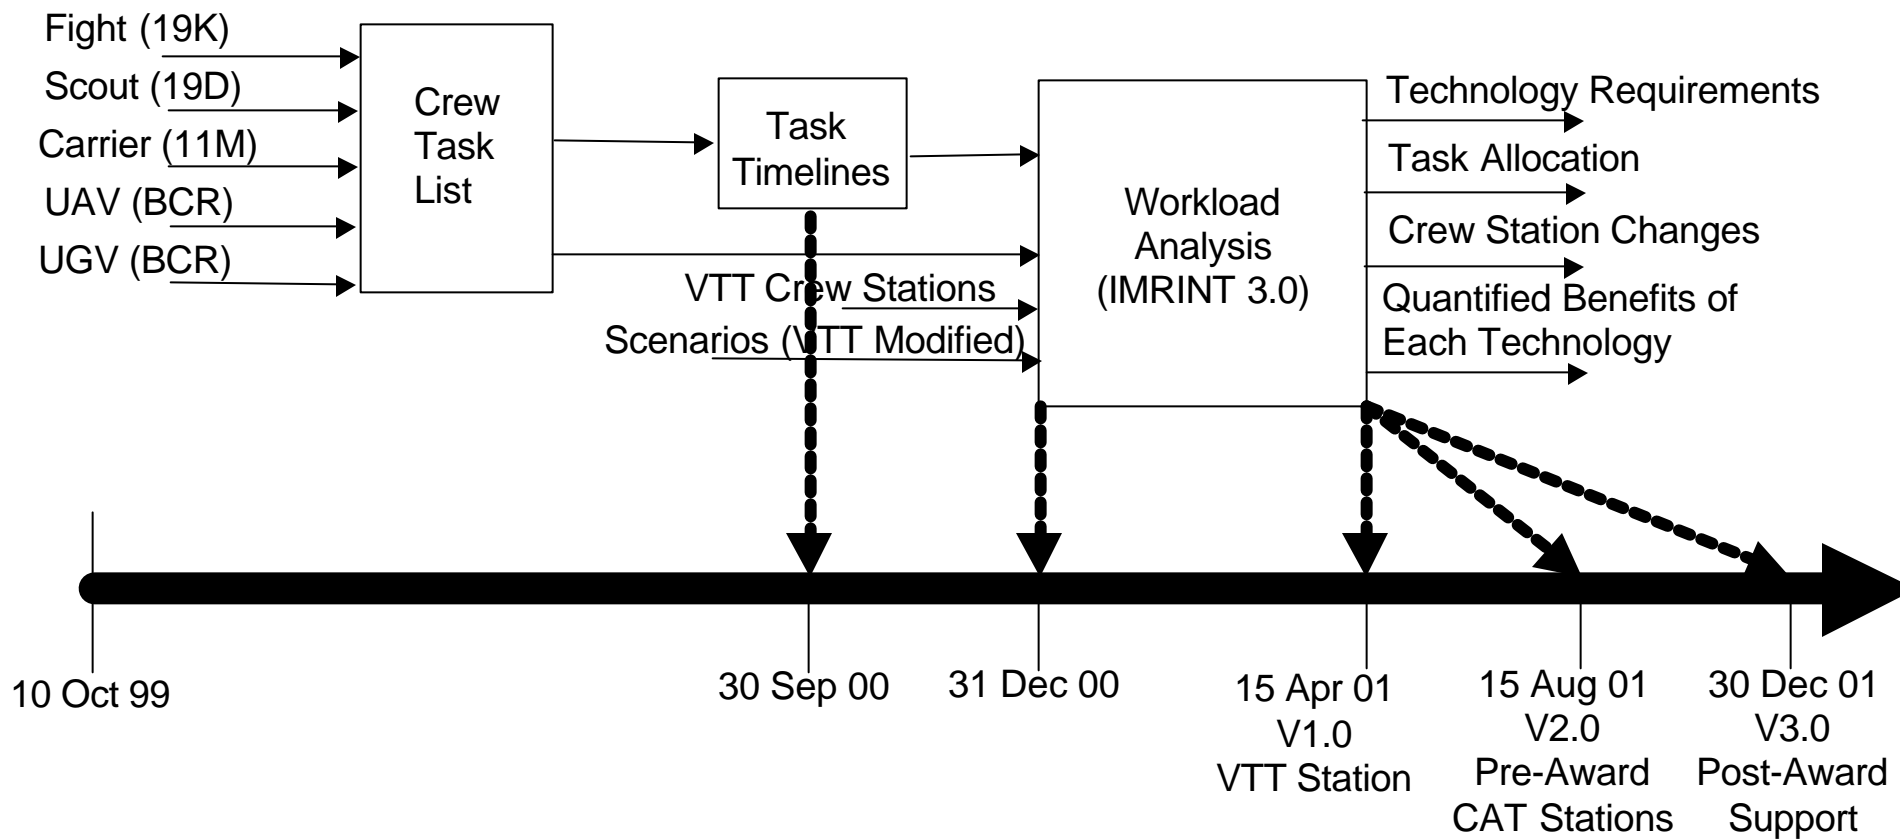 Fight (19K)
Scout (19D)
Carrier (11M)
UAV (BCR)
UGV (BCR)
Crew
Task
List
Task
Timelines
VTT Crew Stations
Scenarios (VTT Modified)
Workload
Analysis
(IMRINT 3.0)
Technology Requirements
Task Allocation
Crew Station Changes
Quantified Benefits of
Each Technology
10 Oct 99
30 Sep 00
31 Dec 00
15 Apr 01
V1.0
VTT Station
15 Aug 01
V2.0
Pre-Award
CAT Stations
30 Dec 01
V3.0
Post-Award
Support